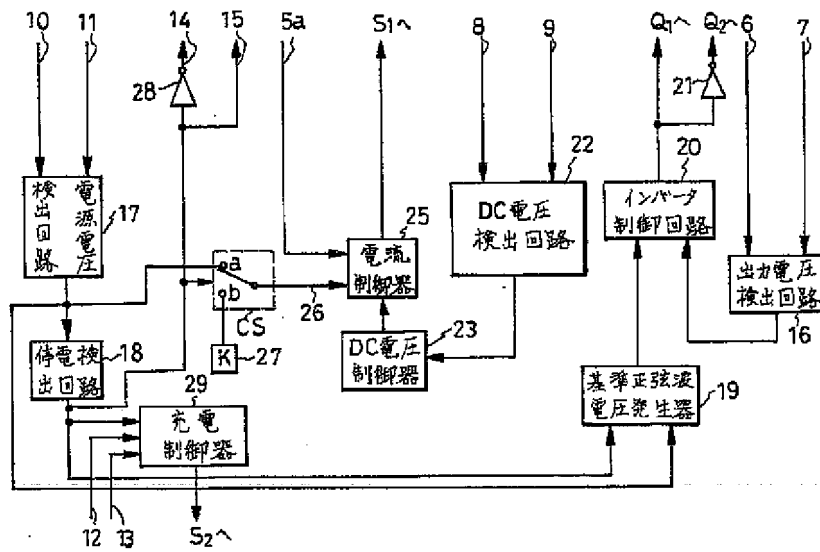 10 11 14 15 5a S₁へ 8 9 Q₁へ Q₂へ 6 7
28
21
22
20
電源電圧
検出回路
17
25
DC電圧
検出回路
インバータ
制御回路
a
b
CS
26
電流
制御器
出力電圧
検出回路
16
停電検
出回路
18
K
27
DC電圧
制御器
23
基準正弦波
電圧発生器
19
29
充電
制御器
12 13 S₂へ